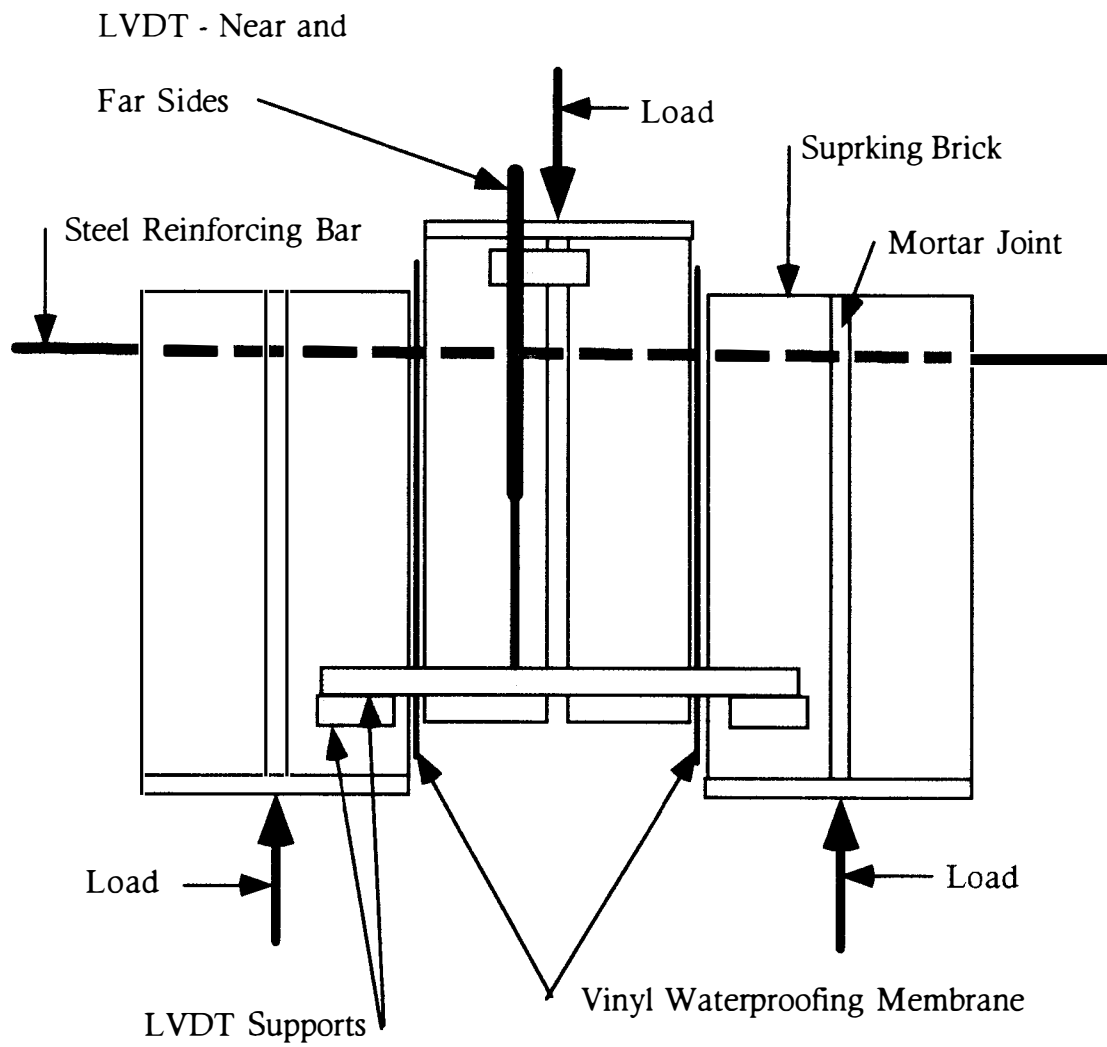 LVDT - Near and
Far Sides
Load
Suprking Brick
Steel Reinforcing Bar
Mortar Joint
Load
Load
Vinyl Waterproofing Membrane
LVDT Supports